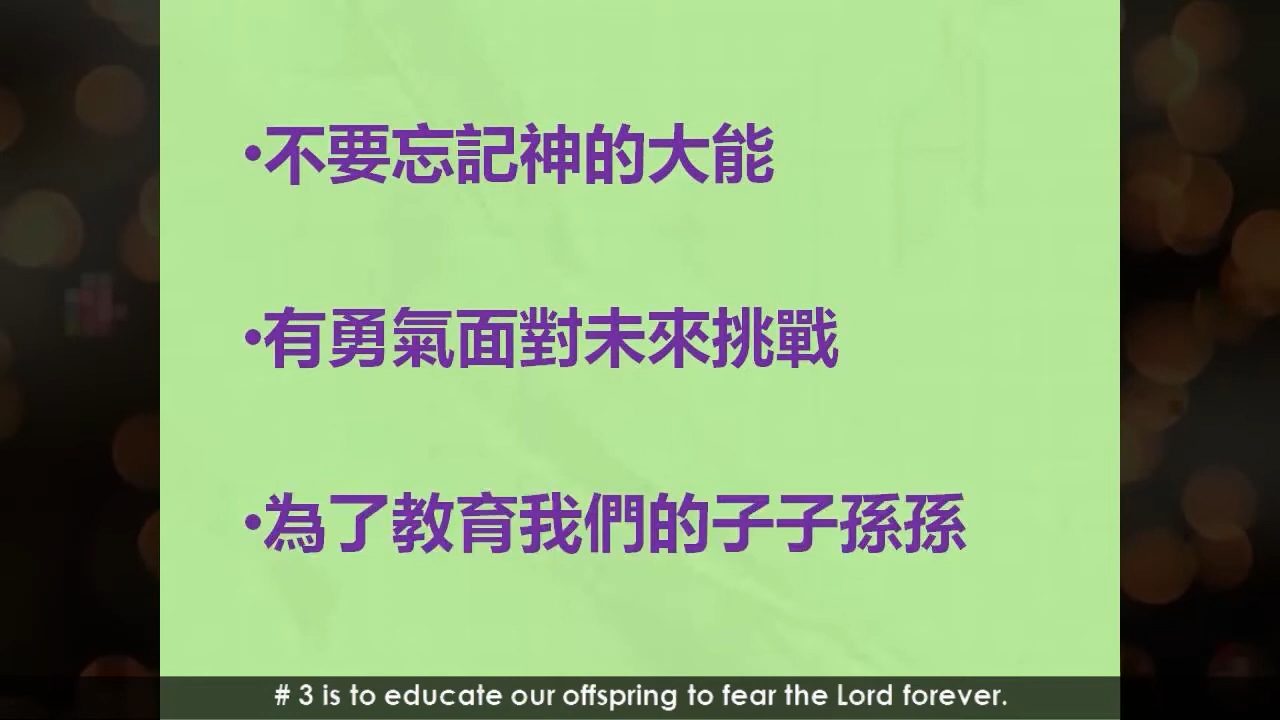 •不要忘記神的大能
•有勇氣面對未來挑戰
•為了教育我們的子子孫孫
# 3 is to educate our offspring to fear the Lord forever.